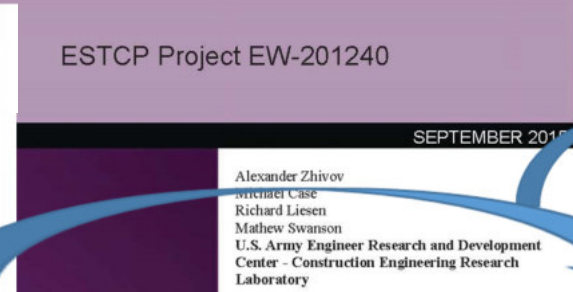 ESTCP Project EW-201240
SEPTEMBER 201
Alexander Zhivov
Michael Case
Richard Liesen
Mathew Swanson
U.S. Army Engineer Research and Development
Center - Construction Engineering Research
Laboratory